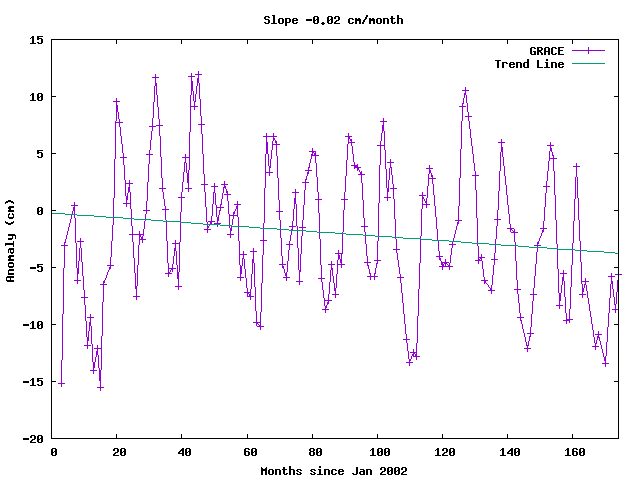 Slope -0.02 cm/month
GRACE
Trend Line
15
10
5
0
-5
-10
-15
-20
Anomaly (cm)
0 20 40 60 80 100 120 140 160
Months since Jan 2002